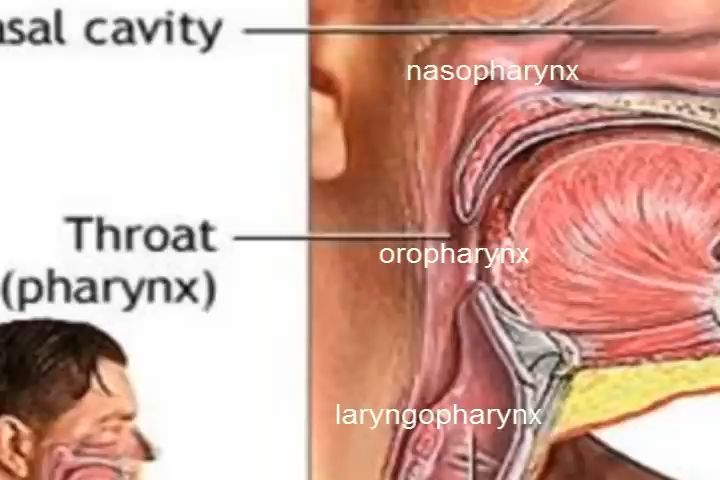 asal cavity
nasopharynx
Throat
(pharynx)
oropharynx
laryngopharynx